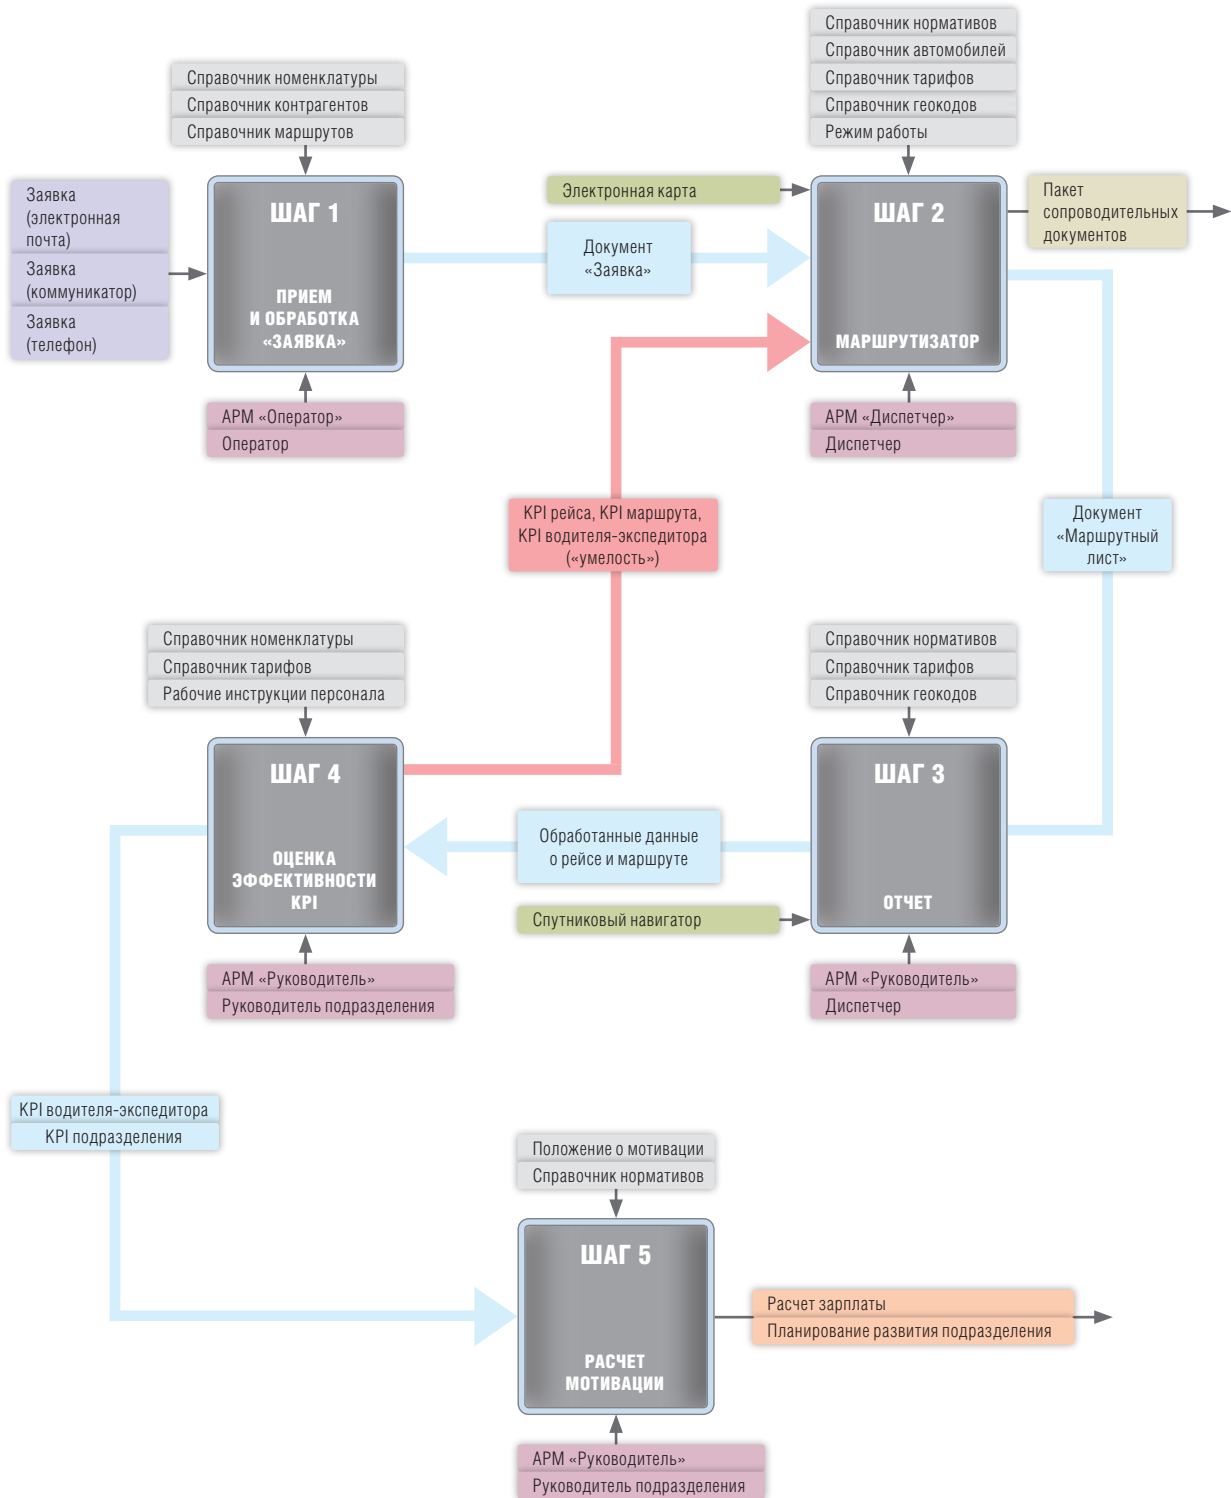 Справочник номенклатуры
Справочник контрагентов
Справочник маршрутов
Заявка
(электронная
почта)
Заявка
(коммуникатор)
Заявка
(телефон)
ШАГ 1
ПРИЕМ
И ОБРАБОТКА
«ЗАЯВКА»
АРМ «Оператор»
Оператор
Электронная карта
Документ
«Заявка»
Справочник нормативов
Справочник автомобилей
Справочник тарифов
Справочник геокодов
Режим работы
ШАГ 2
МАРШРУТИЗАТОР
АРМ «Диспетчер»
Диспетчер
Пакет
сопроводительных
документов
KPI рейса, KPI маршрута,
KPI водителя-экспедитора
(«умелость»)
Документ
«Маршрутный
лист»
Справочник номенклатуры
Справочник тарифов
Рабочие инструкции персонала
ШАГ 4
ОЦЕНКА
ЭФФЕКТИВНОСТИ
KPI
АРМ «Руководитель»
Руководитель подразделения
Обработанные данные
о рейсе и маршруте
Спутниковый навигатор
Справочник нормативов
Справочник тарифов
Справочник геокодов
ШАГ 3
ОТЧЕТ
АРМ «Руководитель»
Диспетчер
KPI водителя-экспедитора
KPI подразделения
Положение о мотивации
Справочник нормативов
ШАГ 5
РАСЧЕТ
МОТИВАЦИИ
АРМ «Руководитель»
Руководитель подразделения
Расчет зарплаты
Планирование развития подразделения